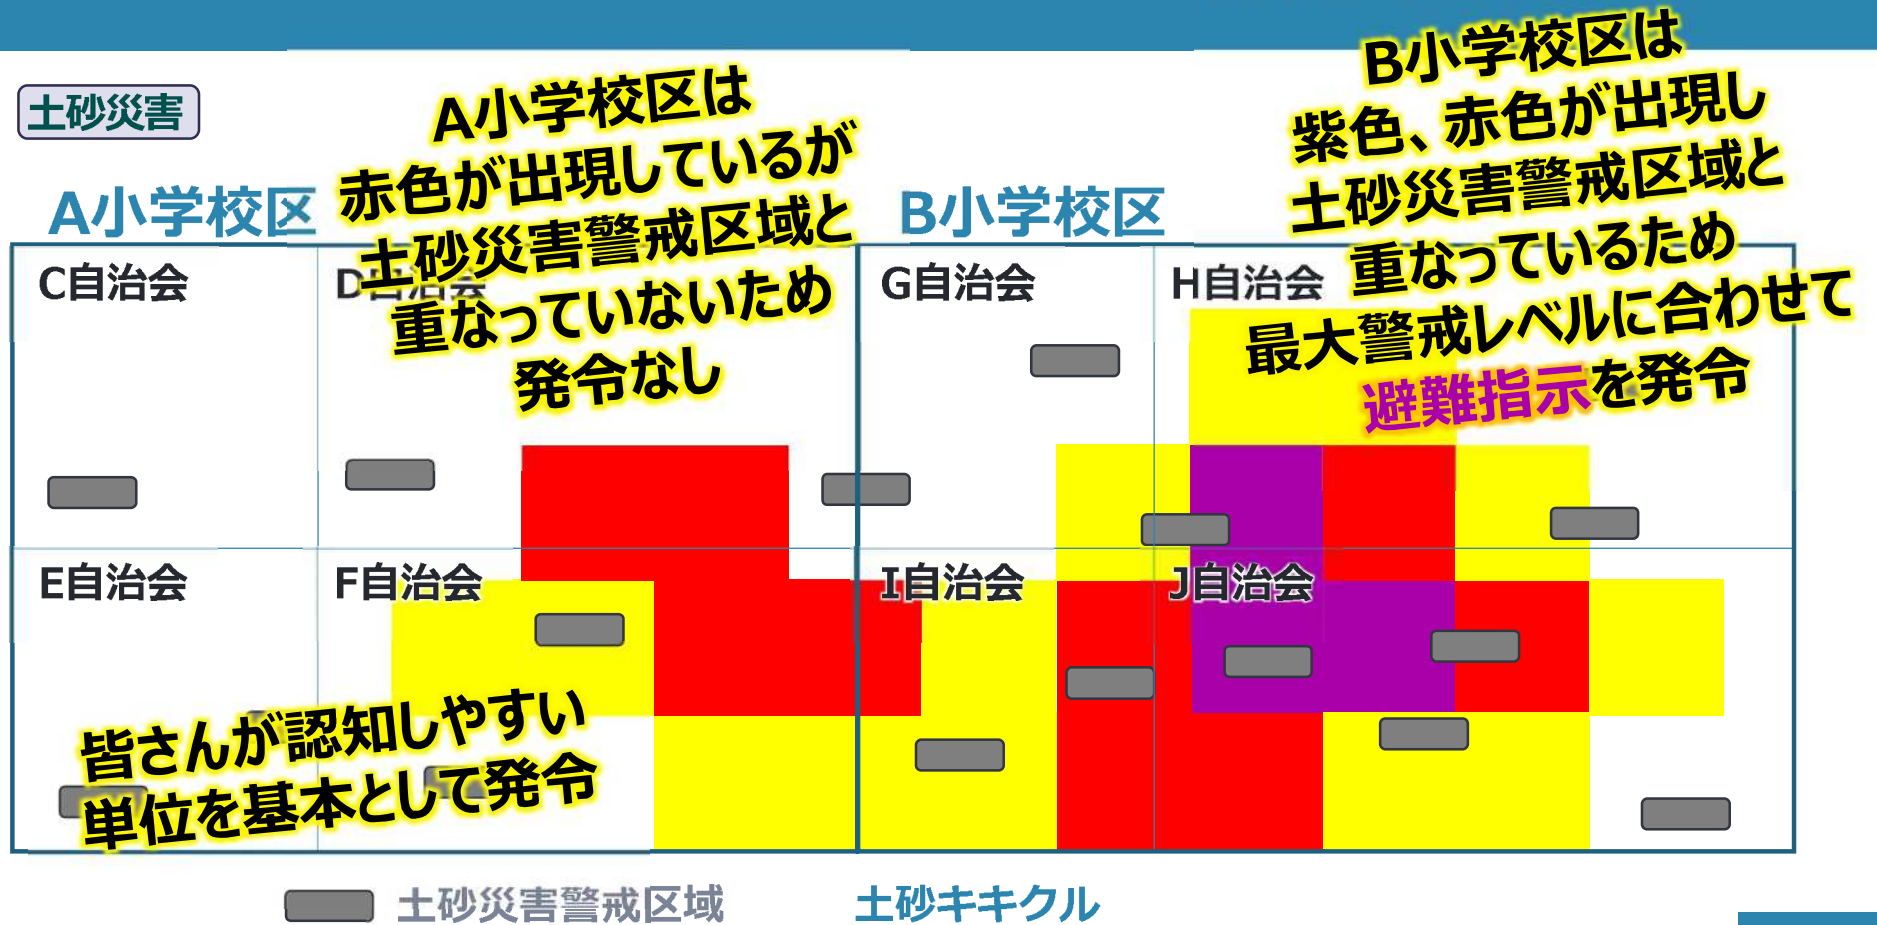 土砂災害
A小学校区は
赤色が出現しているが
土砂災害警戒区域と
重なっていないため
発令なし
B小学校区は
紫色、赤色が出現し
土砂災害警戒区域と
重なっているため
最大警戒レベルに合わせて
避難指示を発令
A小学校区
B小学校区
C自治会
D自治会
G自治会
H自治会
E自治会
F自治会
I自治会
J自治会
皆さんが認知しやすい
単位を基本として発令
土砂災害警戒区域
土砂キキクル